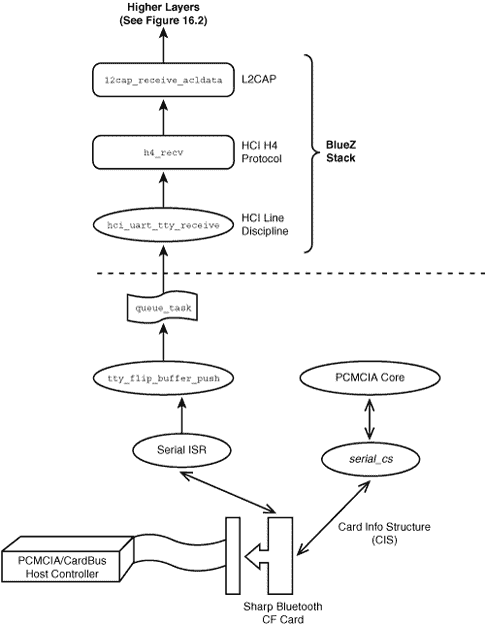 Higher Layers
(See Figure 16.2)
l2cap_receive_acldata
L2CAP
h4_recv
HCI H4
Protocol
BlueZ
Stack
hci_uart_tty_receive
HCI Line
Discipline
queue_task
tty_flip_buffer_push
PCMCIA Core
Serial ISR
serial_cs
Card Info Structure
(CIS)
PCMCIA/CardBus
Host Controller
Sharp Bluetooth
CF Card